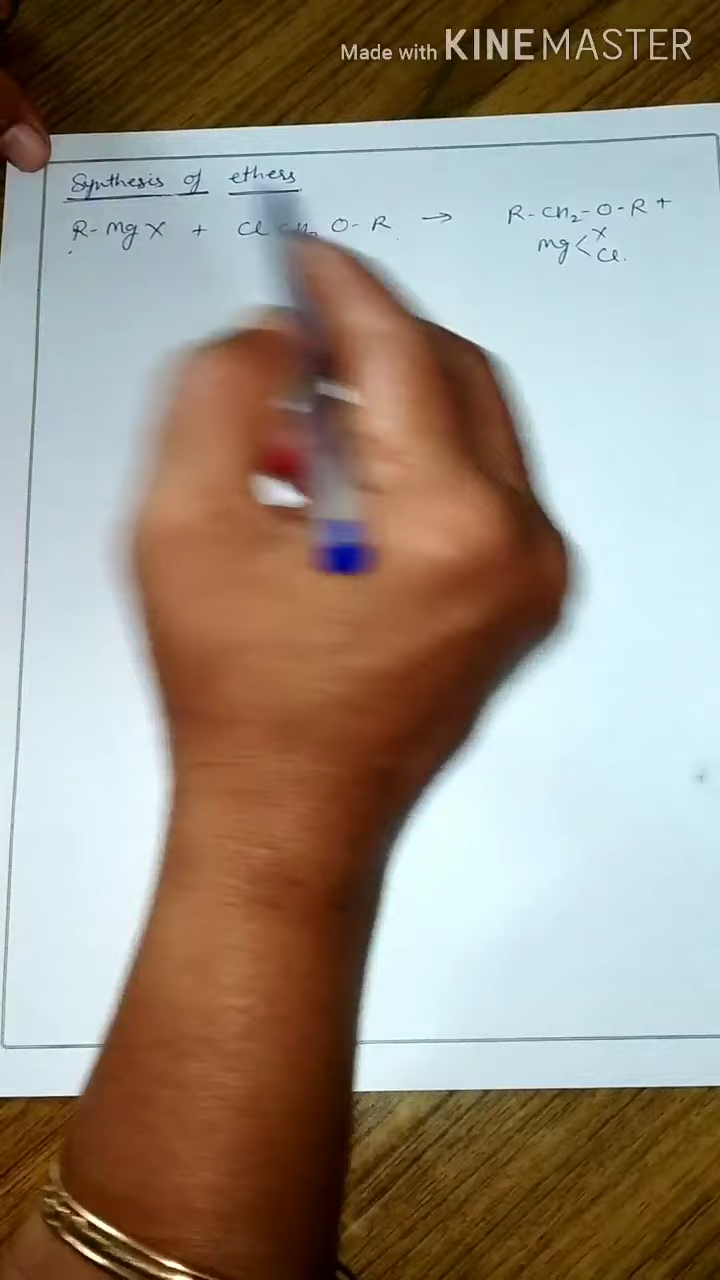 Made with KINEMASTER
Synthesis of ethers
R-MgX + Cl CH₂ O-R → R-CH₂-O-R +
Mg<X Cl.